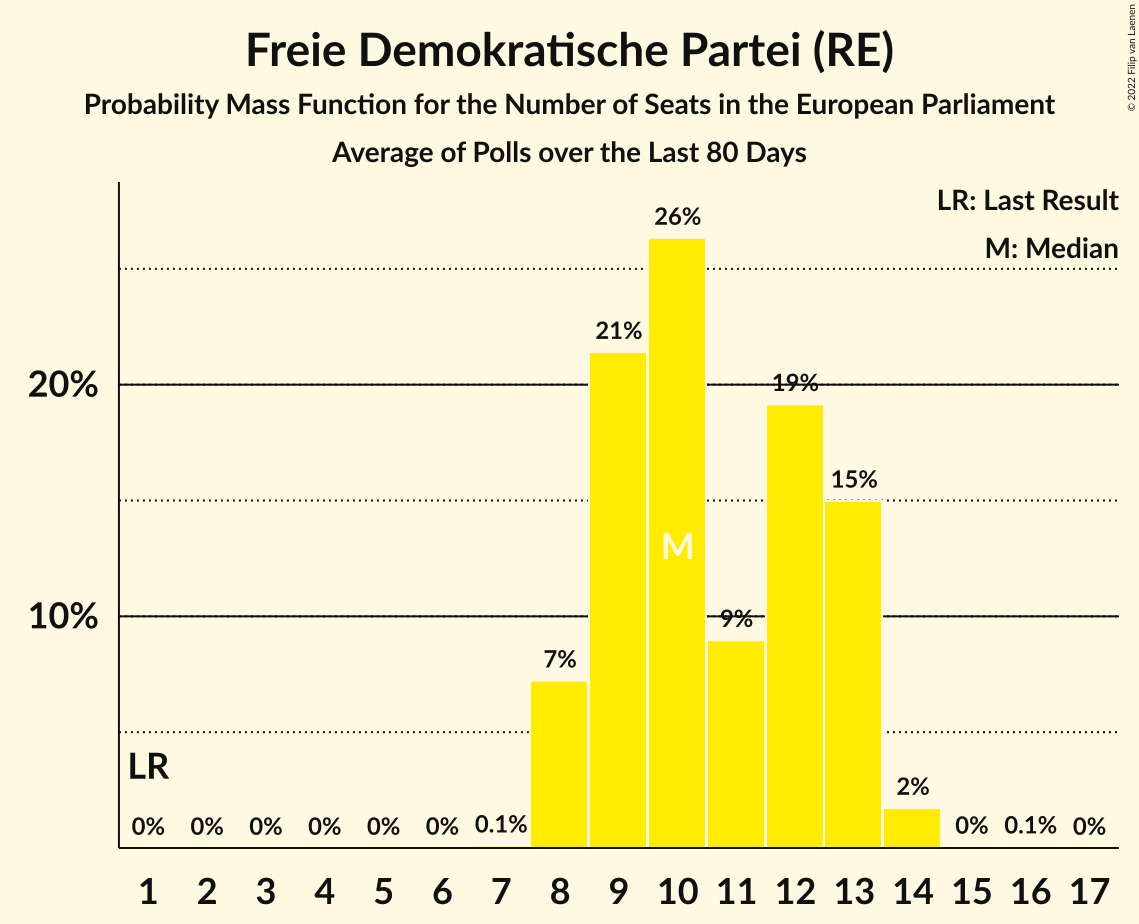 Freie Demokratische Partei (RE)
Probability Mass Function for the Number of Seats in the European Parliament
Average of Polls over the Last 80 Days
© 2022 Filip van Laenen
LR: Last Result
M: Median
26%
21%
20%
19%
15%
M
10%
9%
7%
LR
2%
0% 0% 0% 0% 0% 0% 0.1% 0% 0.1% 0%
1 2 3 4 5 6 7 8 9 10 11 12 13 14 15 16 17